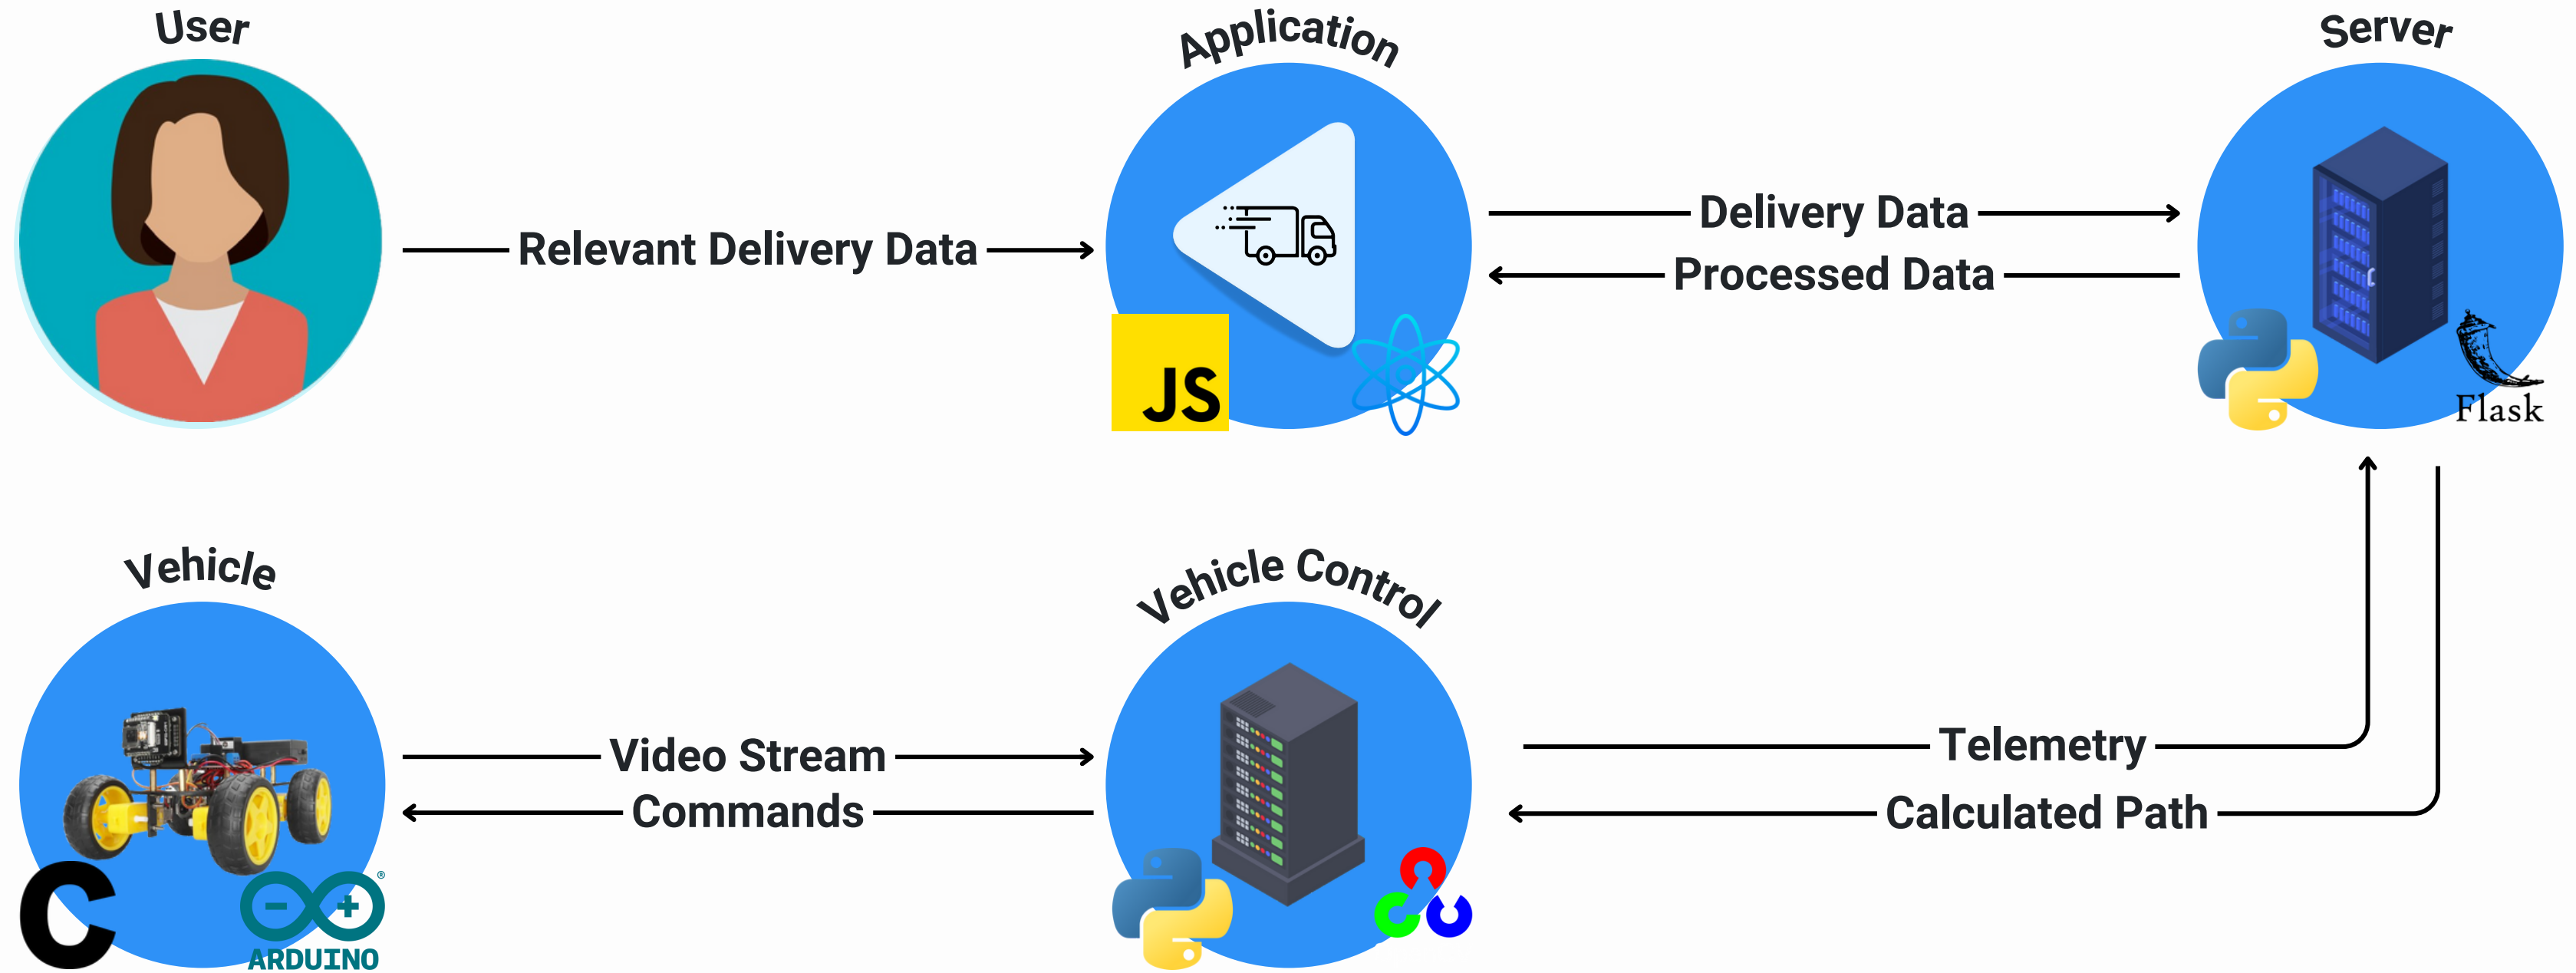 User
Application
Server
Relevant Delivery Data
Delivery Data
Processed Data
JS
Flask
Vehicle
Vehicle Control
Video Stream
Commands
Telemetry
Calculated Path
C
®
ARDUINO